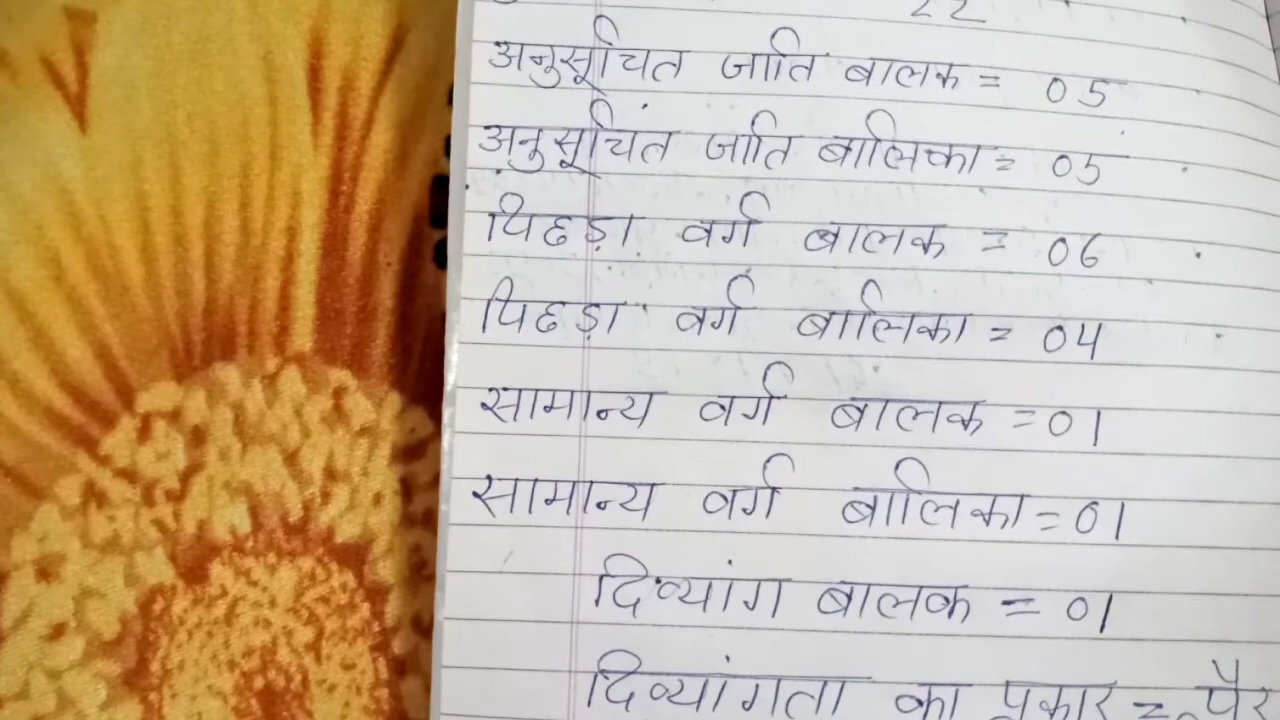 22
अनुसूचित जाति बालक = 05
अनुसूचित जाति बालिका = 05
पिछड़ा वर्ग बालक = 06
पिछड़ा वर्ग बालिका = 04
सामान्य वर्ग बालक = 01
सामान्य वर्ग बालिका = 01
दिव्यांग बालक = 01
दिव्यांगता का प्रकार = पैर